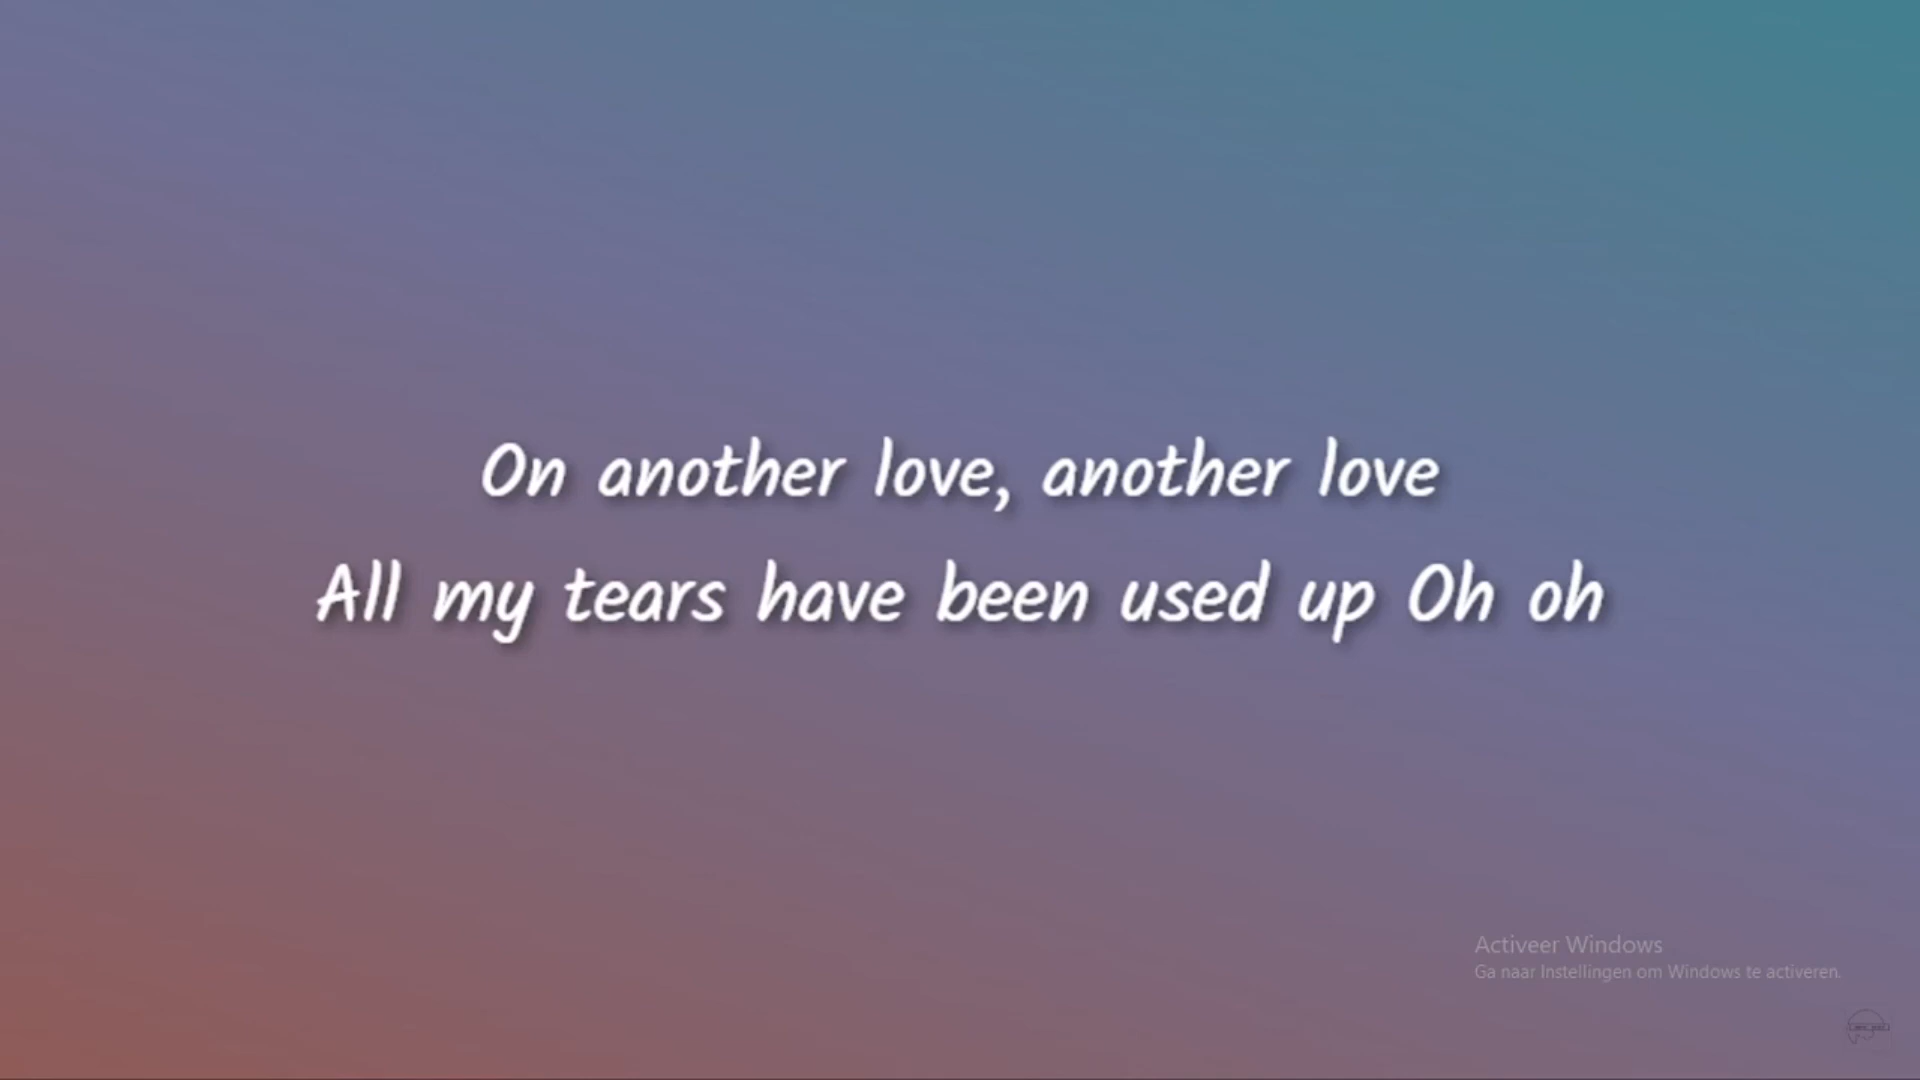 On another love, another love
All my tears have been used up Oh oh
Activeer Windows
Ga naar Instellingen om Windows te activeren.